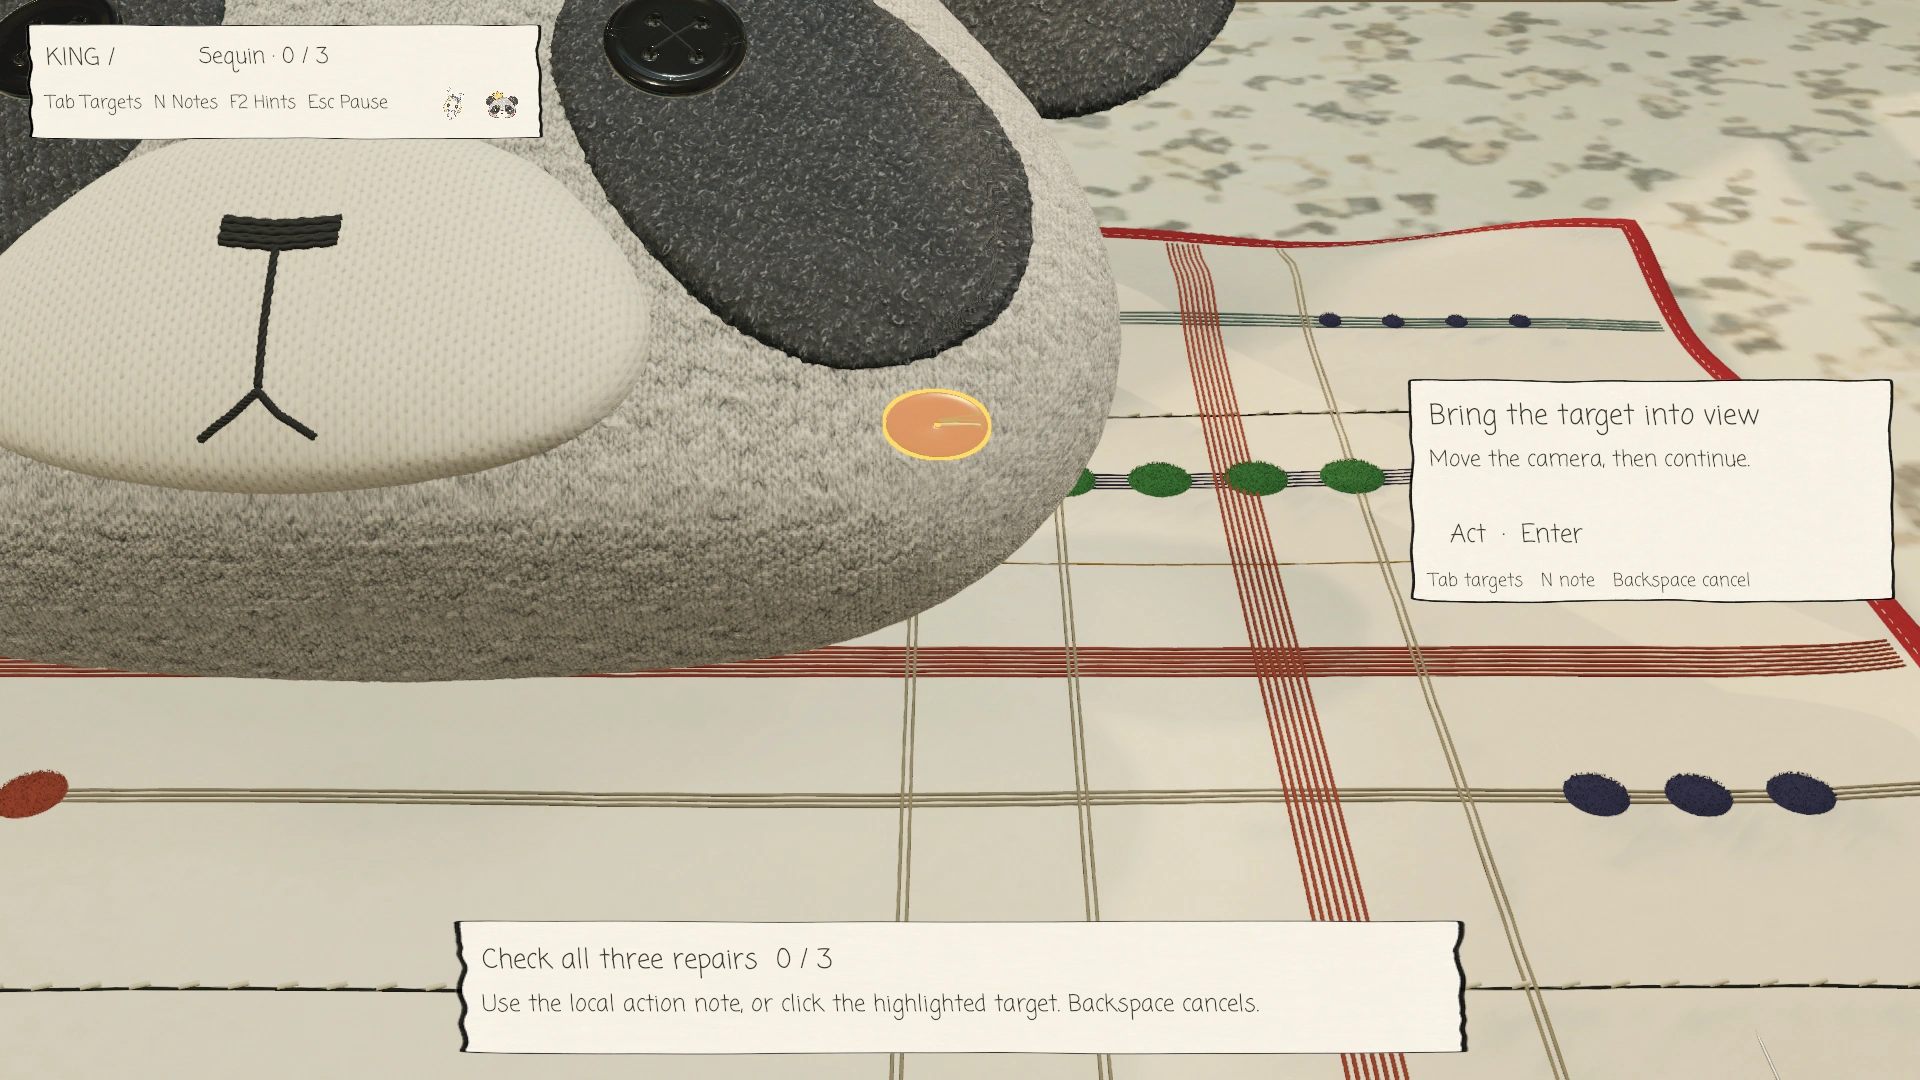 KING / Sequin · 0 / 3
Tab Targets N Notes F2 Hints Esc Pause
Bring the target into view
Move the camera, then continue.
Act · Enter
Tab targets N note Backspace cancel
Check all three repairs 0 / 3
Use the local action note, or click the highlighted target. Backspace cancels.